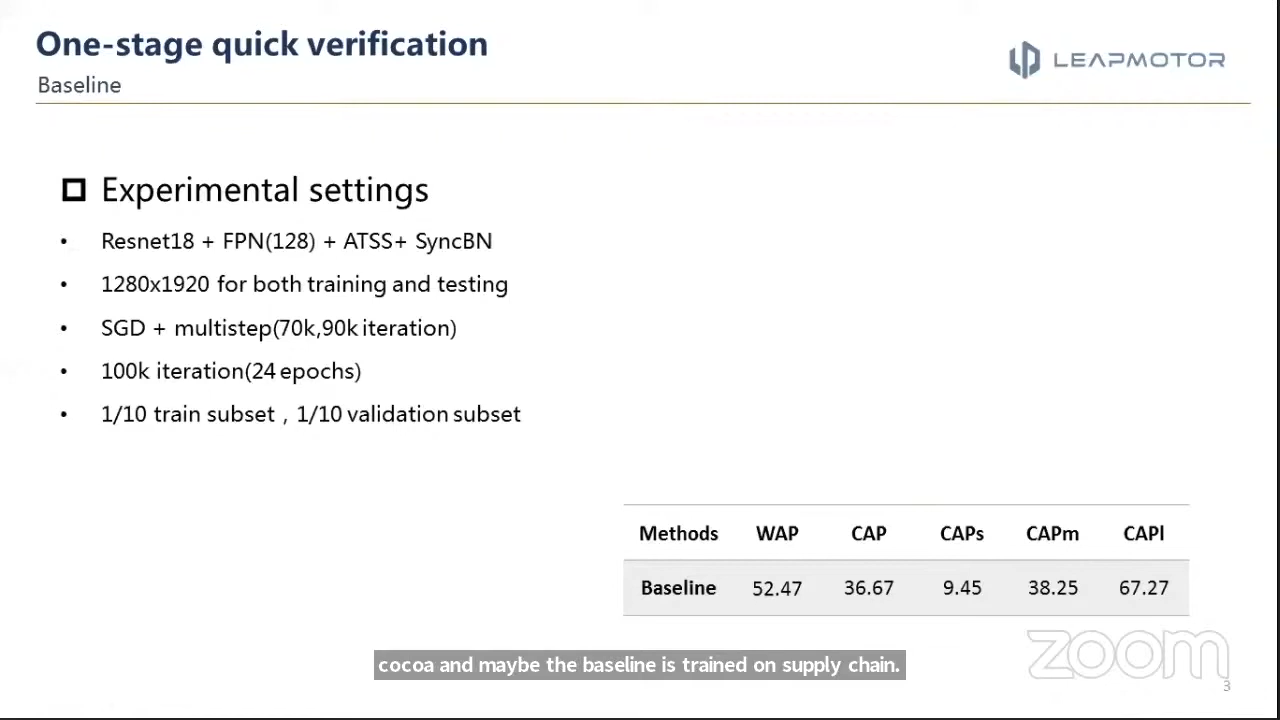 One-stage quick verification
Baseline
LEAPMOTOR
Experimental settings
• Resnet18 + FPN(128) + ATSS+ SyncBN
• 1280x1920 for both training and testing
• SGD + multistep(70k,90k iteration)
• 100k iteration(24 epochs)
• 1/10 train subset , 1/10 validation subset
Methods WAP CAP CAPs CAPm CAPl
Baseline 52.47 36.67 9.45 38.25 67.27
zoom
cocoa and maybe the baseline is trained on supply chain.
3